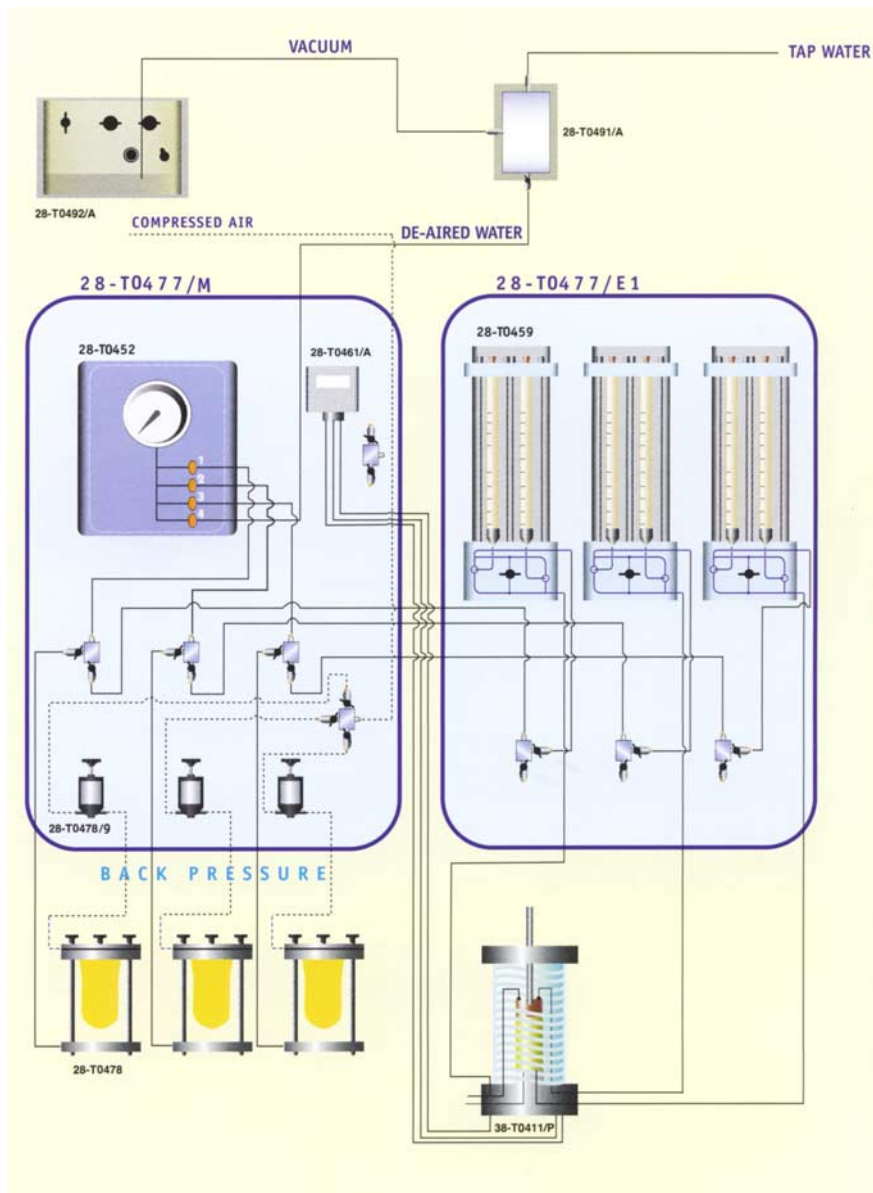 VACUUM
TAP WATER
28-T0491/A
28-T0492/A
COMPRESSED AIR
DE-AIRED WATER
28-T0477/M
28-T0477/E1
28-T0452
28-T0461/A
28-T0459
1
2
3
4
28-T0478/9
BACK PRESSURE
28-T0478
38-T0411/P